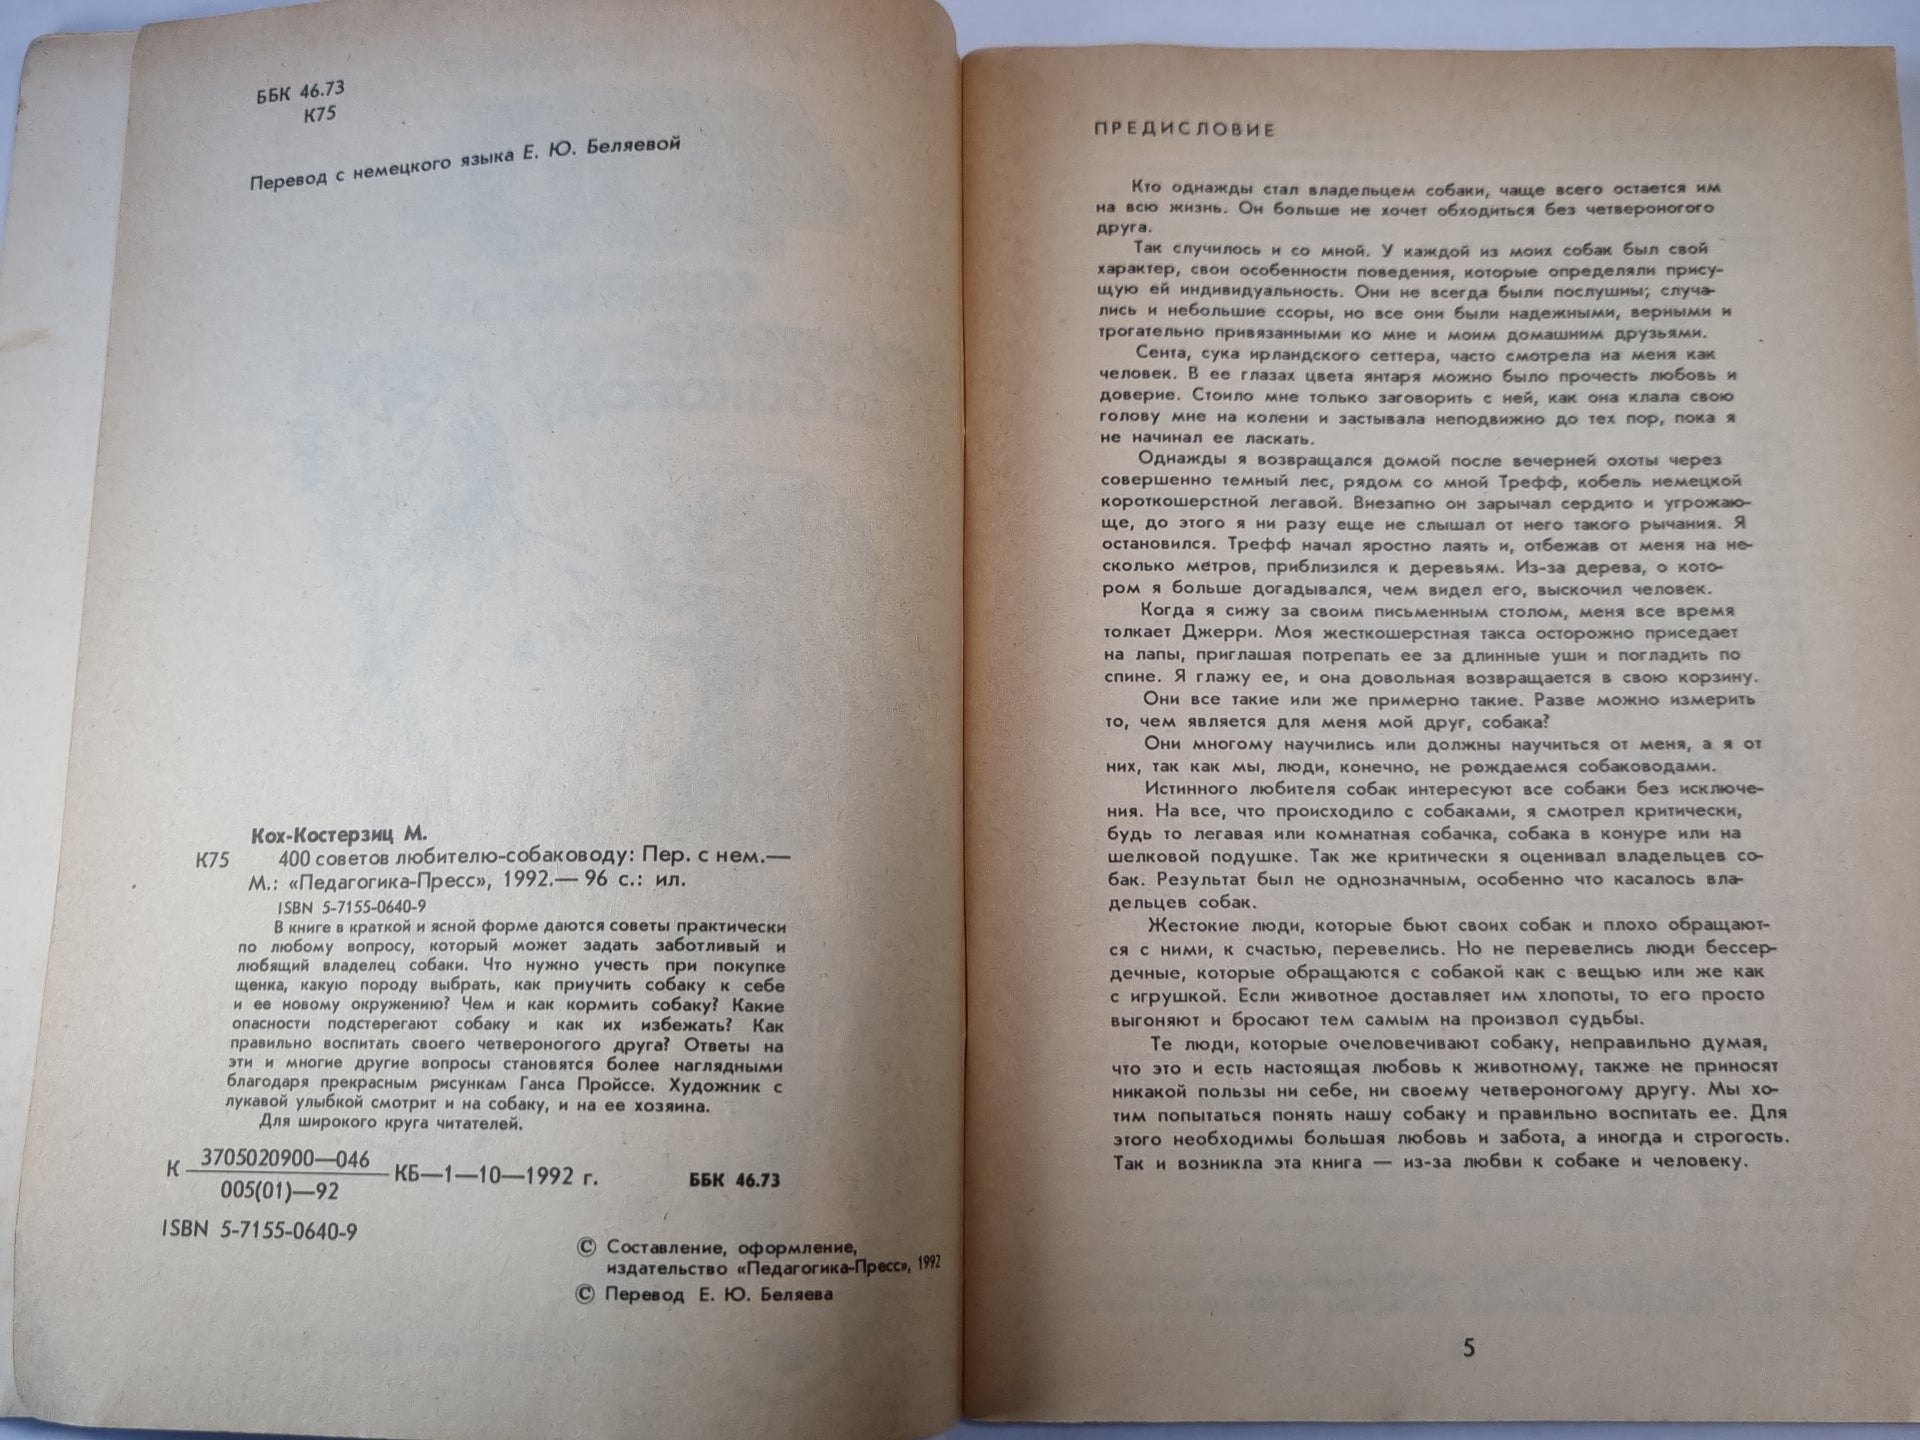 ББК 46.73
К75
Перевод с немецкого языка Е. Ю. Беляевой
Кох-Костерзиц М.
К75 400 советов любителю-собаководу: Пер. с нем.—
М.: «Педагогика-Пресс», 1992.— 96 с.: ил.
ISBN 5-7155-0640-9
В книге в краткой и ясной форме даются советы практически
по любому вопросу, который может задать заботливый и
любящий владелец собаки. Что нужно учесть при покупке
щенка, какую породу выбрать, как приучить собаку к себе
и ее новому окружению? Чем и как кормить собаку? Какие
опасности подстерегают собаку и как их избежать? Как
правильно воспитать своего четвероногого друга? Ответы на
эти и многие другие вопросы становятся более наглядными
благодаря прекрасным рисункам Ганса Пройссе. Художник с
лукавой улыбкой смотрит и на собаку, и на ее хозяина.
Для широкого круга читателей.
К 3705020900—046
005(01)—92
КБ—1—10—1992 г.
ББК 46.73
ISBN 5-7155-0640-9
© Составление, оформление,
издательство «Педагогика-Пресс», 1992
© Перевод Е. Ю. Беляева
ПРЕДИСЛОВИЕ
Кто однажды стал владельцем собаки, чаще всего остается им
на всю жизнь. Он больше не хочет обходиться без четвероногого
друга.
Так случилось и со мной. У каждой из моих собак был свой
характер, свои особенности поведения, которые определяли прису-
щую ей индивидуальность. Они не всегда были послушны; случа-
лись и небольшие ссоры, но все они были надежными, верными и
трогательно привязанными ко мне и моим домашним друзьями.
Сента, сука ирландского сеттера, часто смотрела на меня как
человек. В ее глазах цвета янтаря можно было прочесть любовь и
доверие. Стоило мне только заговорить с ней, как она клала свою
голову мне на колени и застывала неподвижно до тех пор, пока я
не начинал ее ласкать.
Однажды я возвращался домой после вечерней охоты через
совершенно темный лес, рядом со мной Трефф, кобель немецкой
короткошерстной легавой. Внезапно он зарычал сердито и угрожаю-
ще, до этого я ни разу еще не слышал от него такого рычания. Я
остановился. Трефф начал яростно лаять и, отбежав от меня на не-
сколько метров, приблизился к деревьям. Из-за дерева, о кото-
ром я больше догадывался, чем видел его, выскочил человек.
Когда я сижу за своим письменным столом, меня все время
толкает Джерри. Моя жесткошерстная такса осторожно приседает
на лапы, приглашая потрепать ее за длинные уши и погладить по
спине. Я глажу ее, и она довольная возвращается в свою корзину.
Они все такие или же примерно такие. Разве можно измерить
то, чем является для меня мой друг, собака?
Они многому научились или должны научиться от меня, а я от
них, так как мы, люди, конечно, не рождаемся собаководами.
Истинного любителя собак интересуют все собаки без исключе-
ния. На все, что происходило с собаками, я смотрел критически,
будь то легавая или комнатная собачка, собака в конуре или на
шелковой подушке. Так же критически я оценивал владельцев со-
бак. Результат был не однозначным, особенно что касалось вла-
дельцев собак.
Жестокие люди, которые бьют своих собак и плохо обращают-
ся с ними, к счастью, перевелись. Но не перевелись люди бессер-
дечные, которые обращаются с собакой как с вещью или же как
с игрушкой. Если животное доставляет им хлопоты, то его просто
выгоняют и бросают тем самым на произвол судьбы.
Те люди, которые очеловечивают собаку, неправильно думая,
что это и есть настоящая любовь к животному, также не приносят
никакой пользы ни себе, ни своему четвероногому другу. Мы хо-
тим попытаться понять нашу собаку и правильно воспитать ее. Для
этого необходимы большая любовь и забота, а иногда и строгость.
Так и возникла эта книга — из-за любви к собаке и человеку.
5